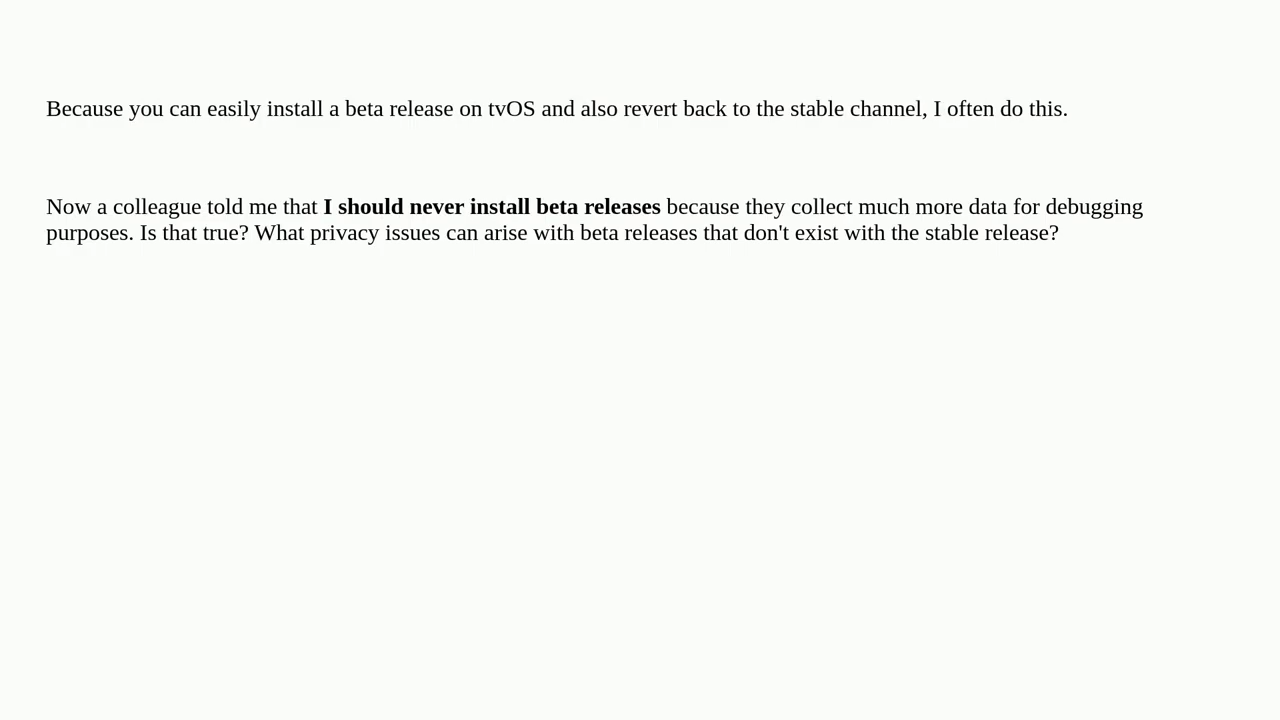 Because you can easily install a beta release on tvOS and also revert back to the stable channel, I often do this.
Now a colleague told me that I should never install beta releases because they collect much more data for debugging
purposes. Is that true? What privacy issues can arise with beta releases that don't exist with the stable release?